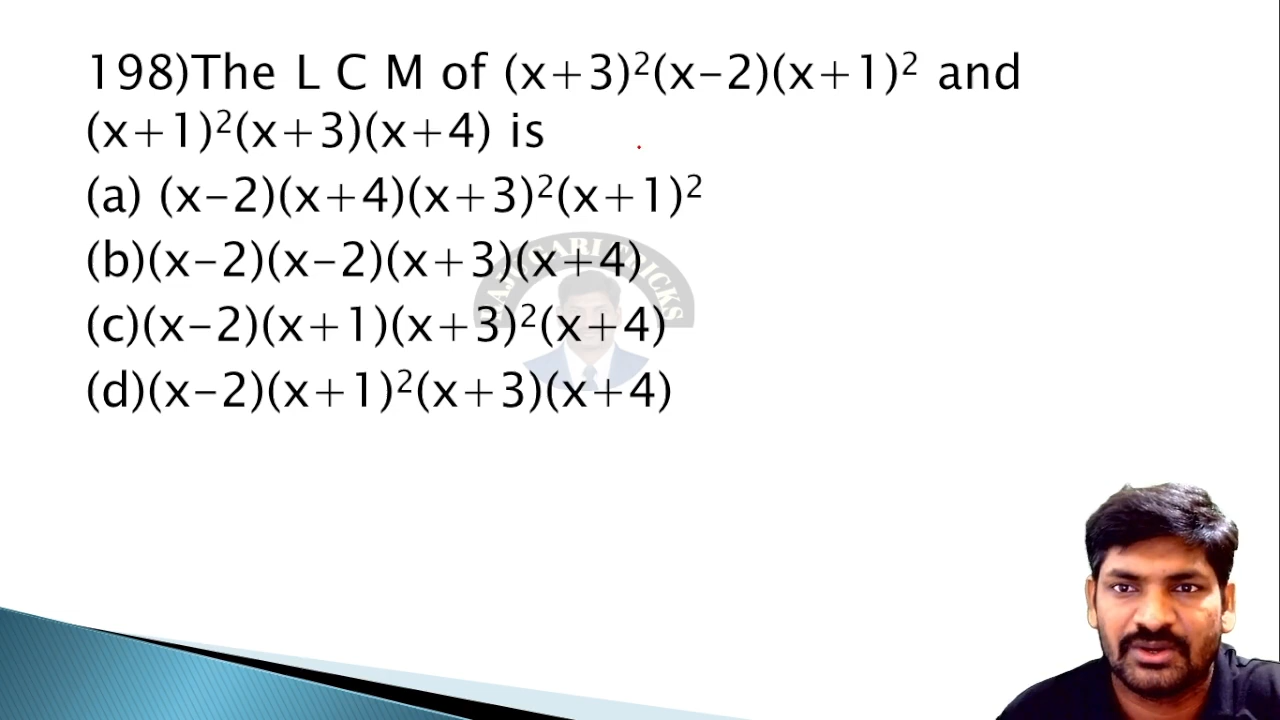 198)The L C M of (x+3)²(x-2)(x+1)² and
(x+1)²(x+3)(x+4) is
(a) (x-2)(x+4)(x+3)²(x+1)²
(b)(x-2)(x-2)(x+3)(x+4)
(c)(x-2)(x+1)(x+3)²(x+4)
(d)(x-2)(x+1)²(x+3)(x+4)